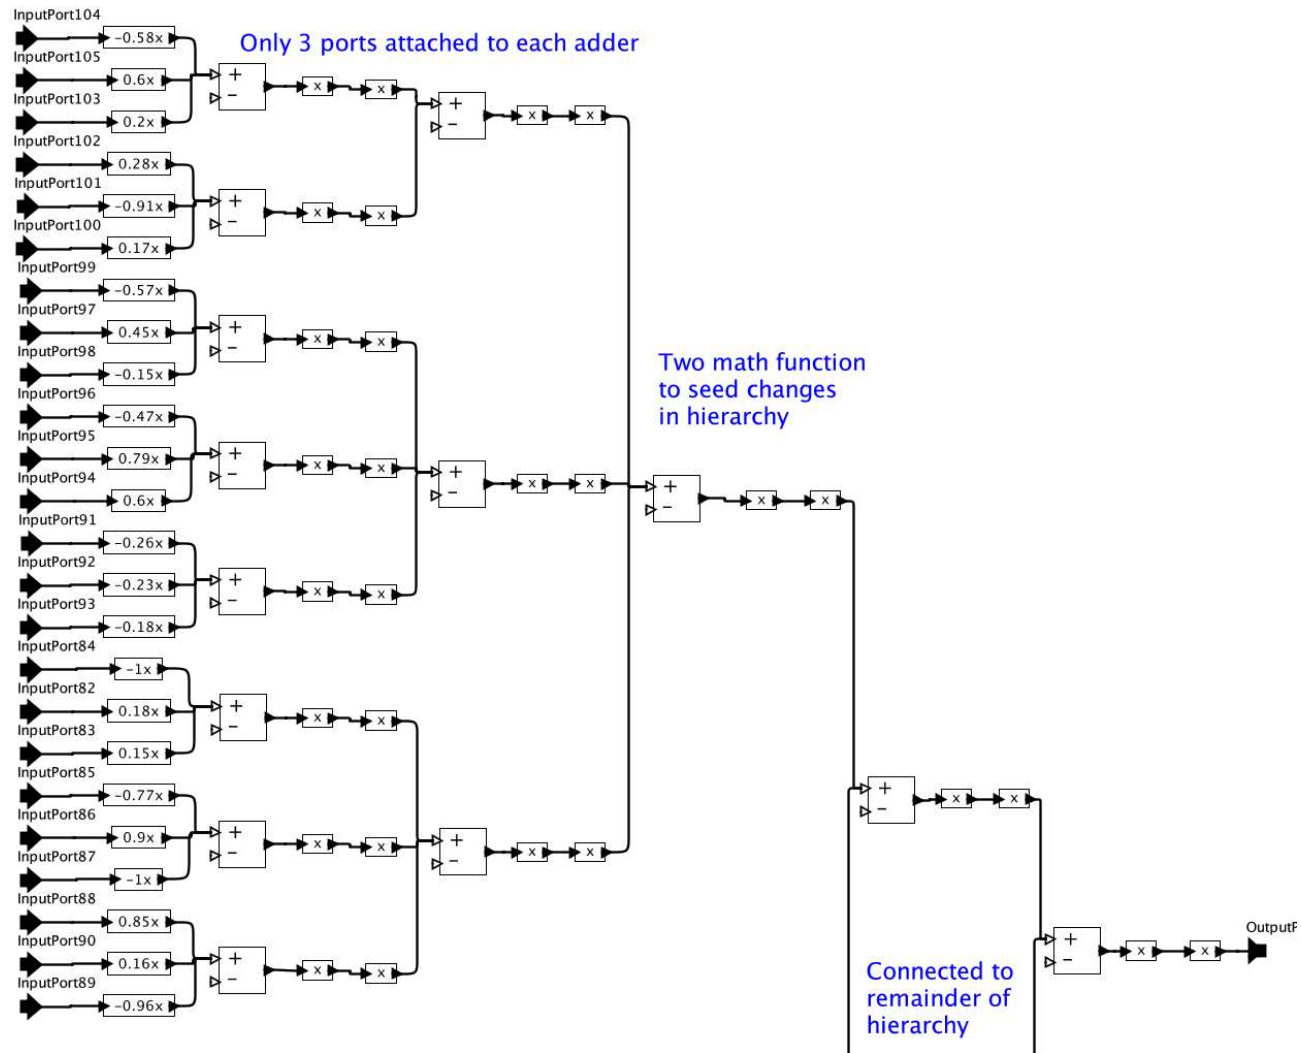 InputPort104
-0.58x
Only 3 ports attached to each adder
InputPort105
0.6x
+
−
x
x
InputPort103
0.2x
+
−
x
x
InputPort102
0.28x
InputPort101
-0.91x
+
−
x
x
InputPort100
0.17x
InputPort99
-0.57x
InputPort97
0.45x
+
−
x
x
InputPort98
-0.15x
Two math function
to seed changes
in hierarchy
InputPort96
-0.47x
InputPort95
0.79x
+
−
x
x
+
−
x
x
+
−
x
x
InputPort94
0.6x
InputPort91
-0.26x
InputPort92
-0.23x
+
−
x
x
InputPort93
-0.18x
InputPort84
-1x
InputPort82
0.18x
+
−
x
x
InputPort83
0.15x
InputPort85
-0.77x
+
−
x
x
InputPort86
0.9x
+
−
x
x
+
−
x
x
InputPort87
-1x
InputPort88
0.85x
InputPort90
0.16x
+
−
x
x
InputPort89
-0.96x
OutputP
+
−
x
x
Connected to
remainder of
hierarchy